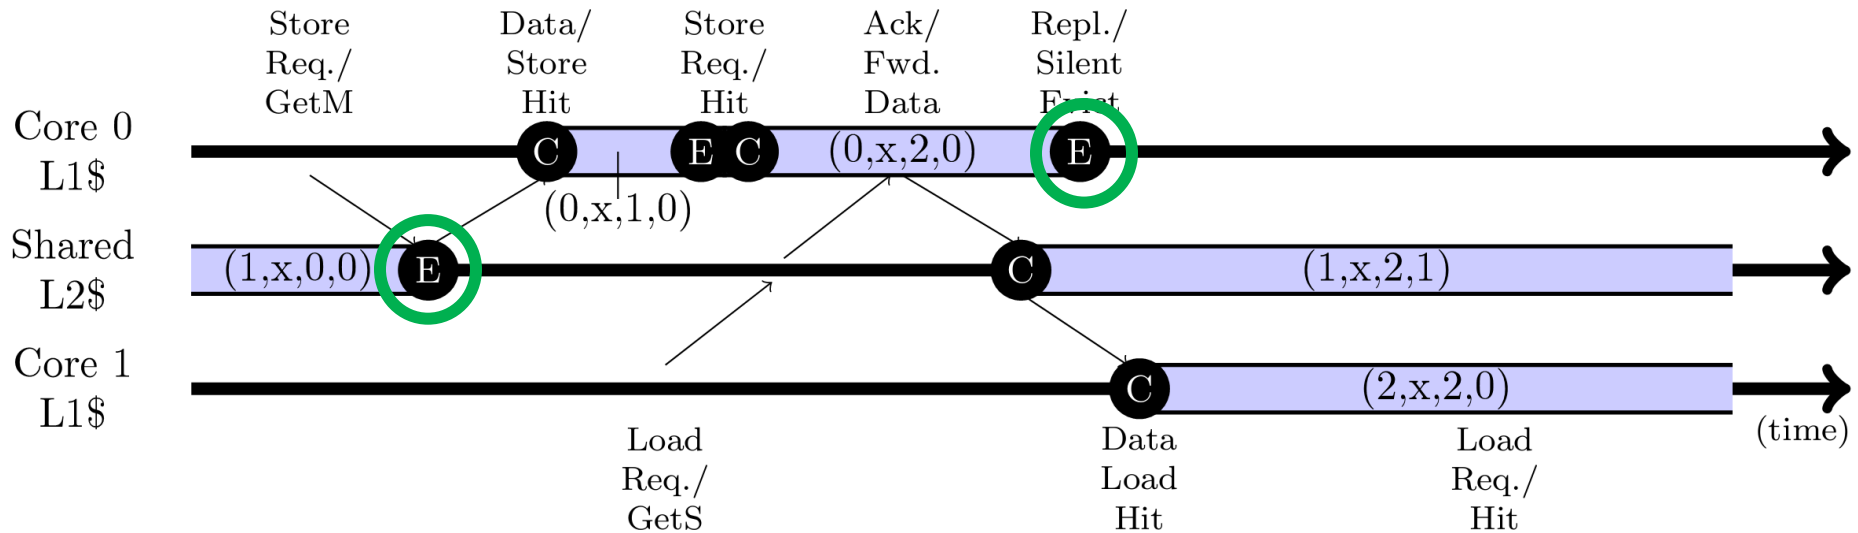 Store
Req./
GetM
Data/
Store
Hit
Store
Req./
Hit
Ack/
Fwd.
Data
Repl./
Silent
Evict
Core 0
L1$
C
E
C
(0,x,2,0)
E
(0,x,1,0)
Shared
L2$
(1,x,0,0)
E
C
(1,x,2,1)
Core 1
L1$
C
(2,x,2,0)
(time)
Load
Req./
GetS
Data
Load
Hit
Load
Req./
Hit